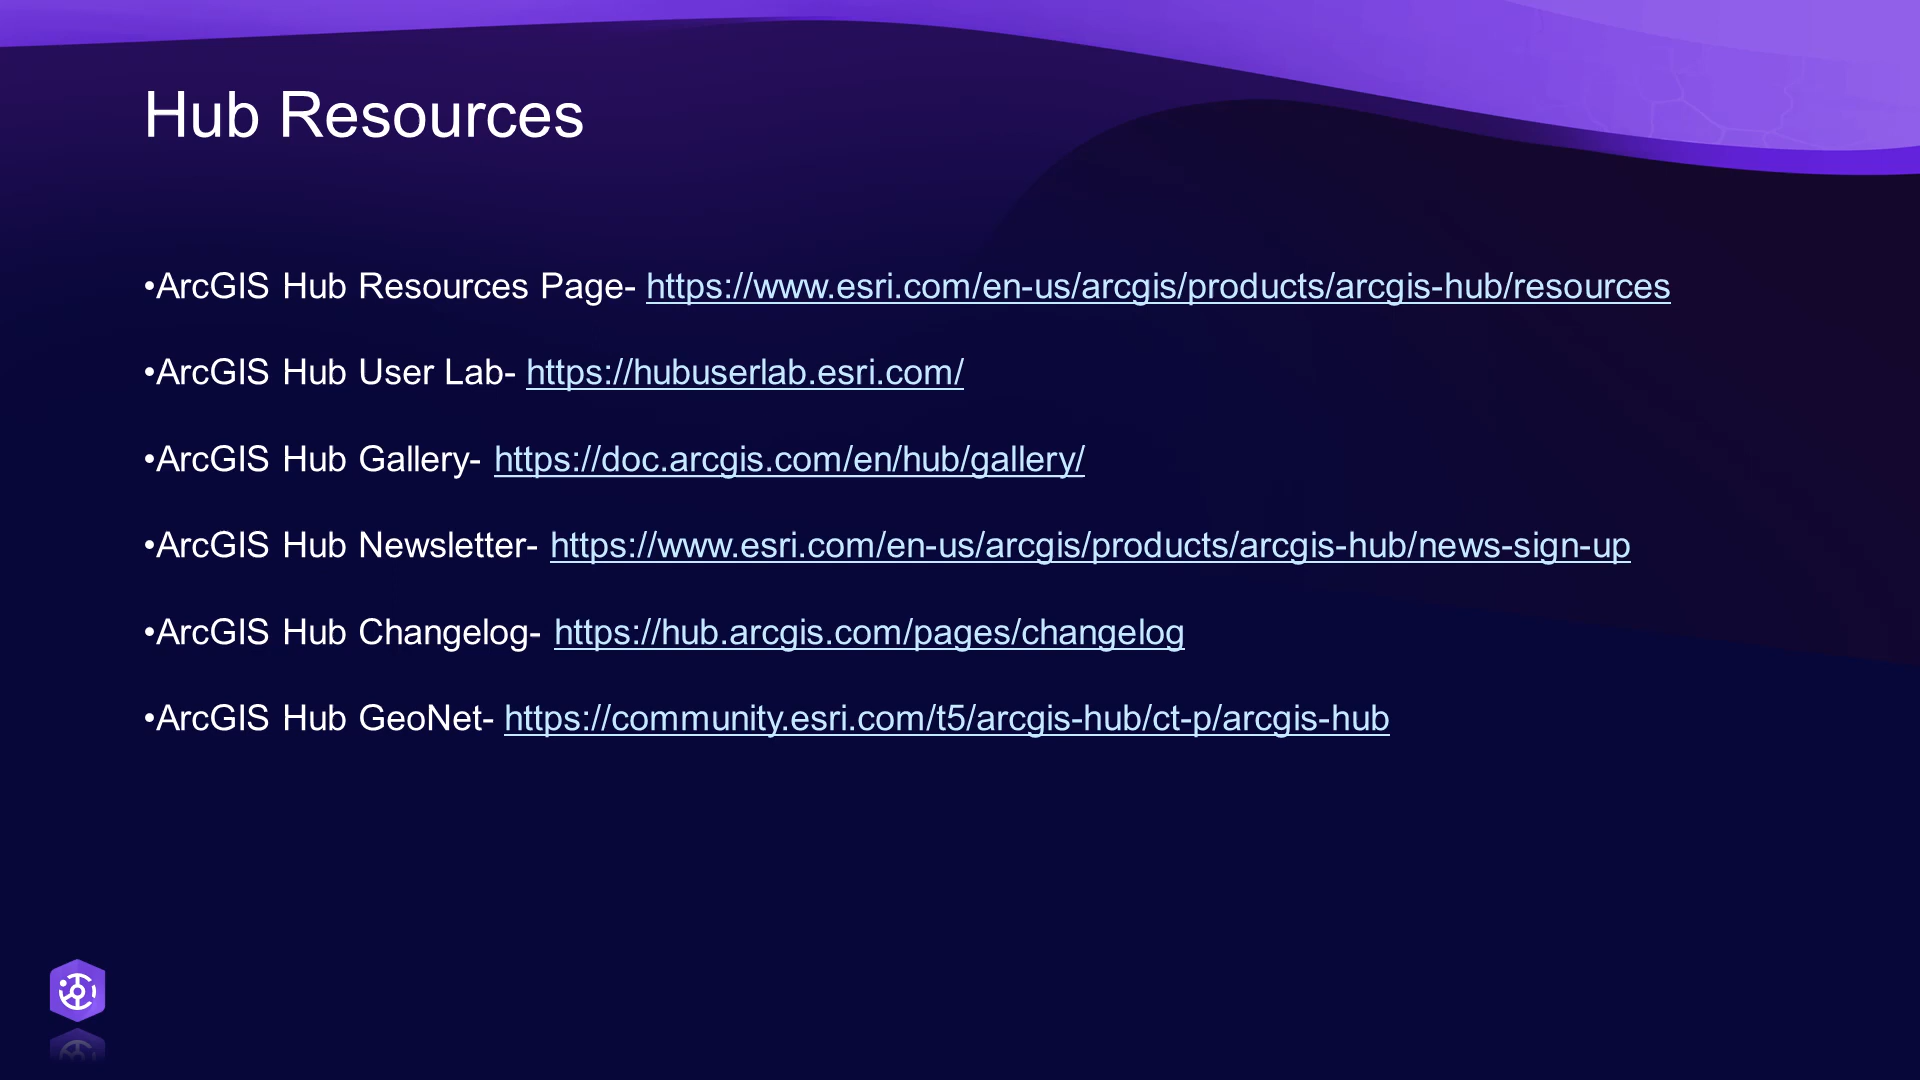 Hub Resources
•ArcGIS Hub Resources Page- https://www.esri.com/en-us/arcgis/products/arcgis-hub/resources
•ArcGIS Hub User Lab- https://hubuserlab.esri.com/
•ArcGIS Hub Gallery- https://doc.arcgis.com/en/hub/gallery/
•ArcGIS Hub Newsletter- https://www.esri.com/en-us/arcgis/products/arcgis-hub/news-sign-up
•ArcGIS Hub Changelog- https://hub.arcgis.com/pages/changelog
•ArcGIS Hub GeoNet- https://community.esri.com/t5/arcgis-hub/ct-p/arcgis-hub